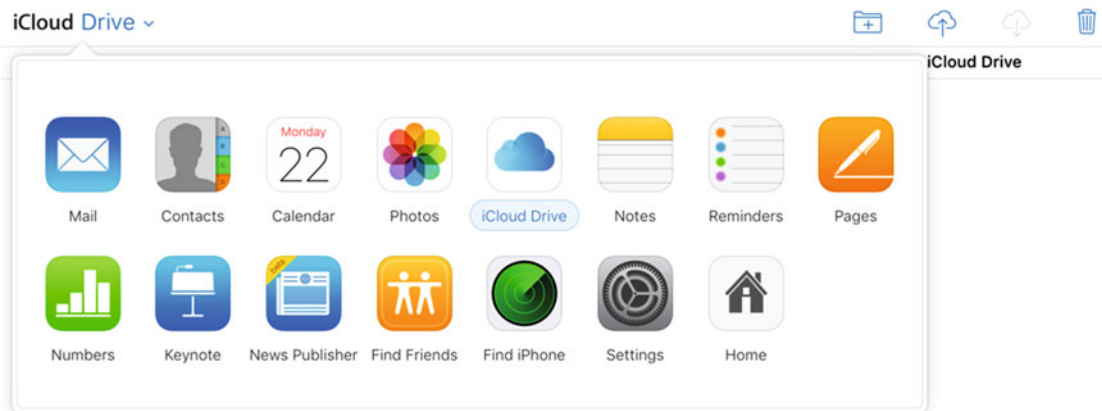 iCloud Drive
iCloud Drive
Monday
22
A
Mail Contacts Calendar Photos iCloud Drive Notes Reminders Pages
beta
Numbers Keynote News Publisher Find Friends Find iPhone Settings Home